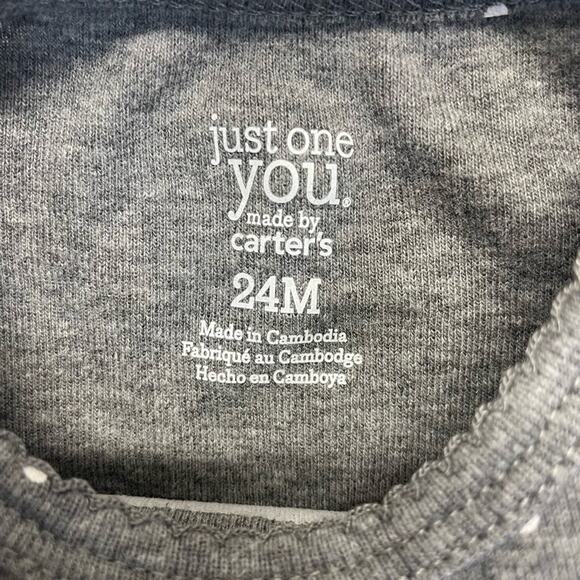 just one
you®
made by
carter's
24M
Made in Cambodia
Fabriqué au Cambodge
Hecho en Camboya